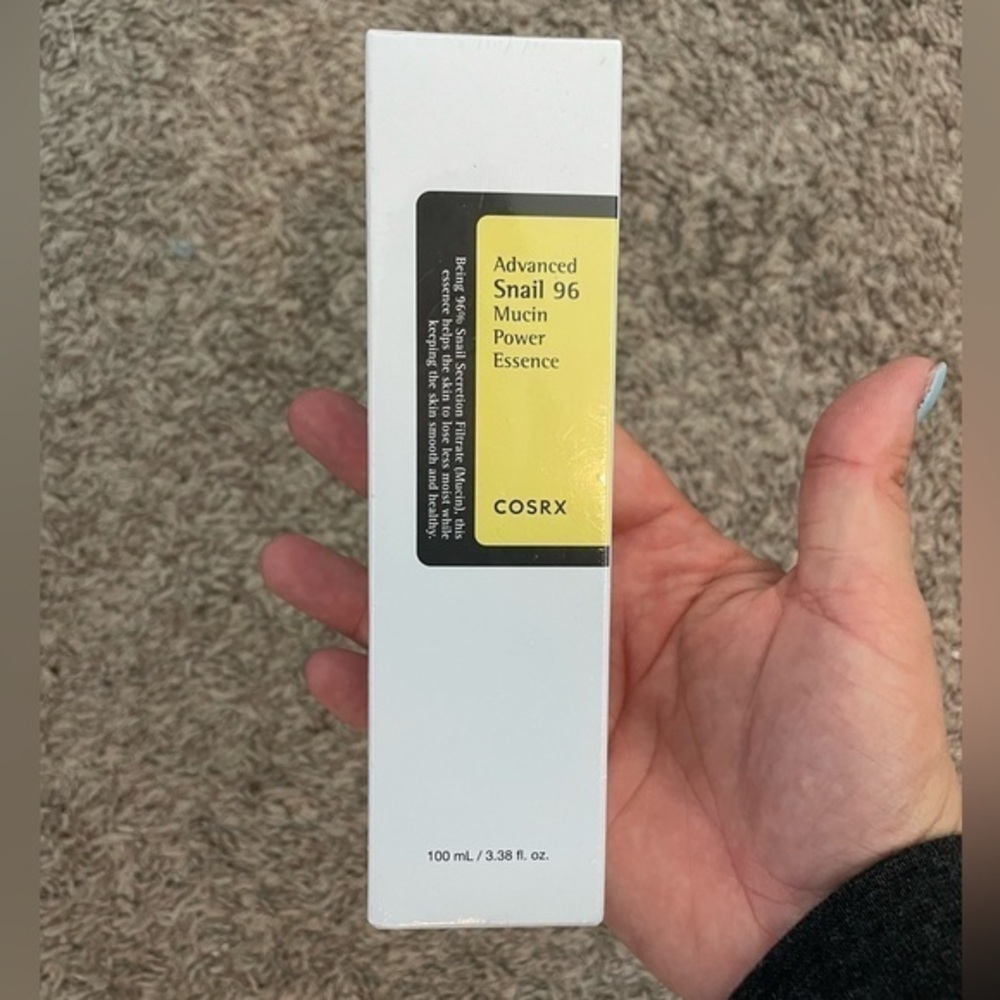 Advanced
Snail 96
Mucin
Power
Essence
COSRX
Being 96% Snail Secretion Filtrate (Mucin), this
essence helps the skin to lose less moist while
keeping the skin smooth and healthy.
100 mL / 3.38 fl. oz.